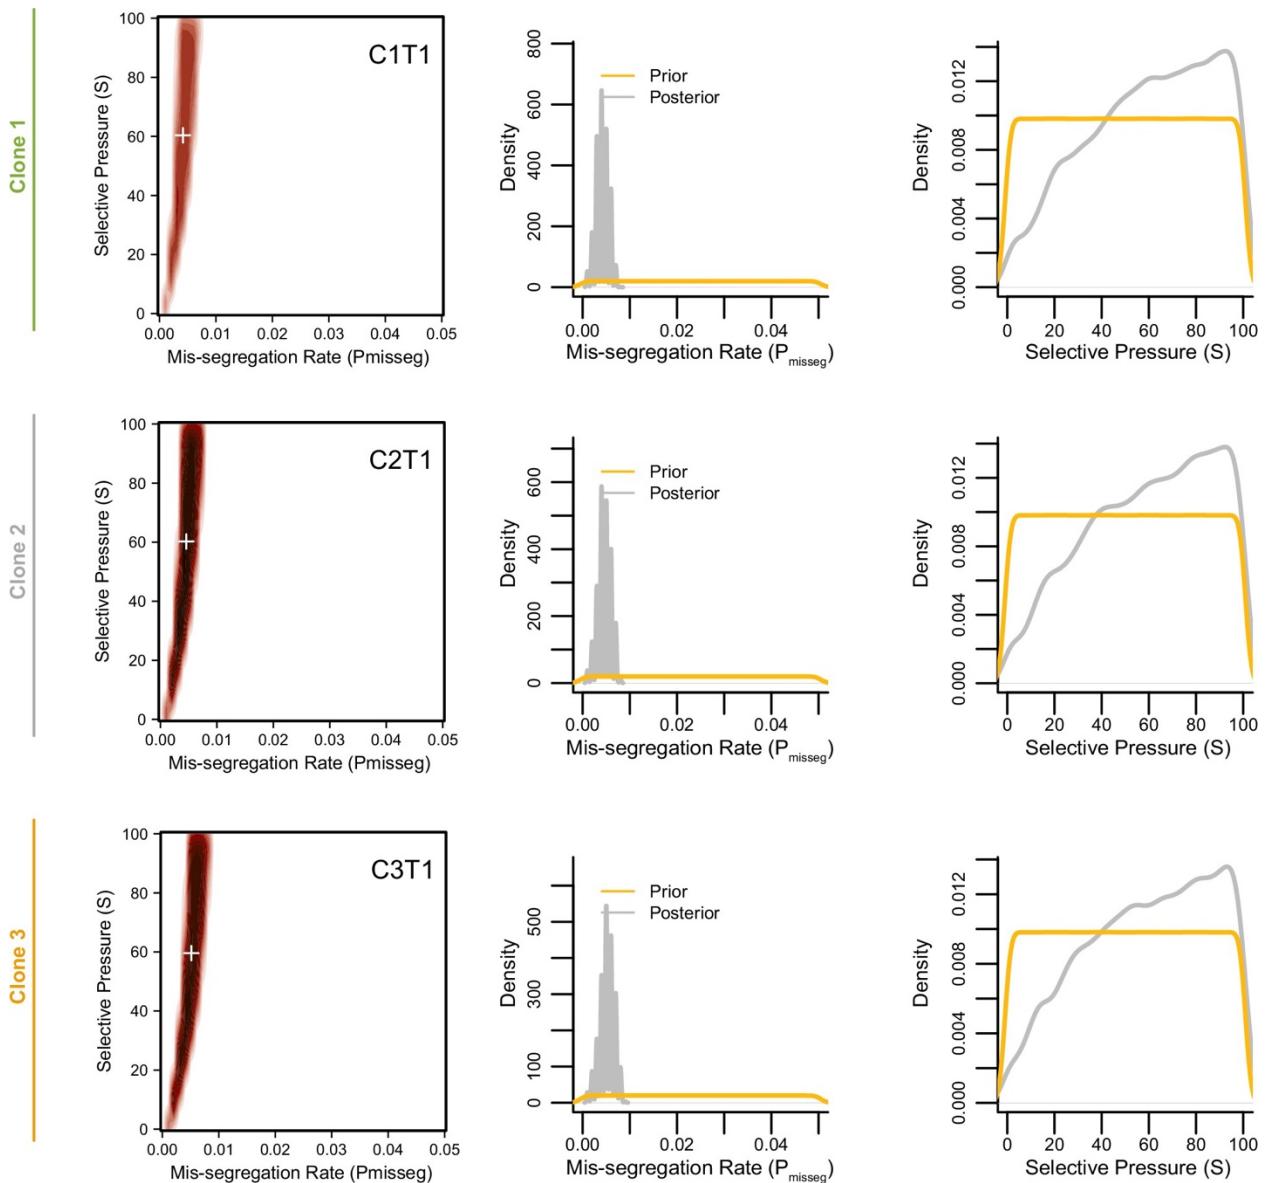 Clone 1
Selective Pressure (S)
100
80
60
40
20
0
C1T1
0.00 0.01 0.02 0.03 0.04 0.05
Mis-segregation Rate (Pmisseg)
Density
800
600
400
200
0
Prior
Posterior
0.00 0.02 0.04
Mis-segregation Rate (Pmisseg)
Density
0.012
0.008
0.004
0.000
0 20 40 60 80 100
Selective Pressure (S)
Clone 2
Selective Pressure (S)
100
80
60
40
20
0
C2T1
0.00 0.01 0.02 0.03 0.04 0.05
Mis-segregation Rate (Pmisseg)
Density
600
400
200
0
Prior
Posterior
0.00 0.02 0.04
Mis-segregation Rate (Pmisseg)
Density
0.012
0.008
0.004
0.000
0 20 40 60 80 100
Selective Pressure (S)
Clone 3
Selective Pressure (S)
100
80
60
40
20
0
C3T1
0.00 0.01 0.02 0.03 0.04 0.05
Mis-segregation Rate (Pmisseg)
Density
500
300
100
0
Prior
Posterior
0.00 0.02 0.04
Mis-segregation Rate (Pmisseg)
Density
0.012
0.008
0.004
0.000
0 20 40 60 80 100
Selective Pressure (S)